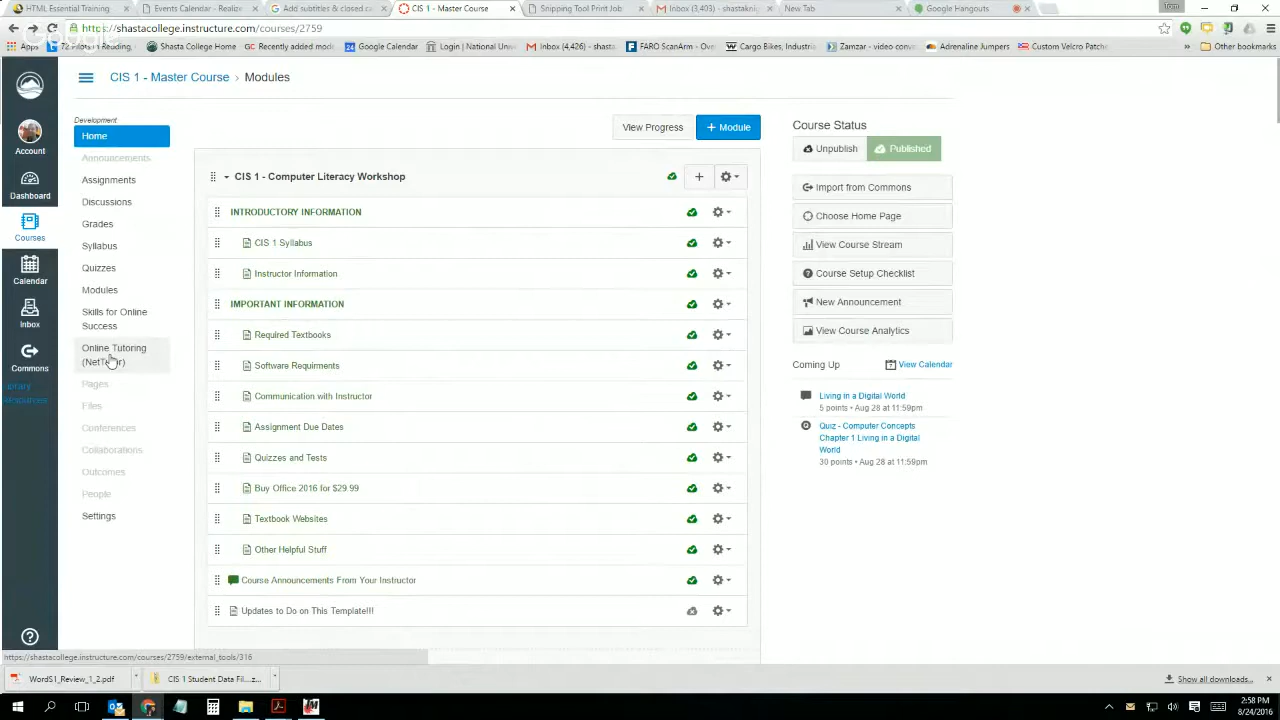 HTML Essential Training
Events Calendar - Realize
Add subtitles & closed ca
CIS 1 - Master Course
Snipping Tool Print Job
Inbox (3,403) - shastaknig
New Tab
Google Hangouts
https://shastacollege.instructure.com/courses/2759
Google
Apps
Shasta College Home
Recently added mod
Google Calendar
Login | National Univ
Inbox (4,426) - shasta
FARO ScanArm - Ov
Cargo Bikes, Industri
Zamzar - video conv
Adrenaline Jumpers
Custom Velcro Patch
»
Other bookmarks
CIS 1 - Master Course > Modules
Account
Dashboard
Courses
Calendar
Inbox
Commons
Library
Resources
Development
Home
Announcements
Assignments
Discussions
Grades
Syllabus
Quizzes
Modules
Skills for Online
Success
Online Tutoring
Pages
Files
Conferences
Collaborations
Outcomes
People
Settings
View Progress
+ Module
CIS 1 - Computer Literacy Workshop
INTRODUCTORY INFORMATION
CIS 1 Syllabus
Instructor Information
IMPORTANT INFORMATION
Required Textbooks
Software Requirments
Communication with Instructor
Assignment Due Dates
Quizzes and Tests
Buy Office 2016 for $29.99
Textbook Websites
Other Helpful Stuff
Course Announcements From Your Instructor
Updates to Do on This Template!!!
Course Status
Unpublish
Published
Import from Commons
Choose Home Page
View Course Stream
Course Setup Checklist
New Announcement
View Course Analytics
Coming Up
View Calendar
Living in a Digital World
5 points • Aug 28 at 11:59pm
Quiz - Computer Concepts
Chapter 1 Living in a Digital
World
30 points • Aug 28 at 11:59pm
https://shastacollege.instructure.com/courses/2759/external_tools/316
WordS1_Review_1_2.pdf
CIS 1 Student Data Fil....z...
Show all downloads...
2:58 PM
8/24/2016